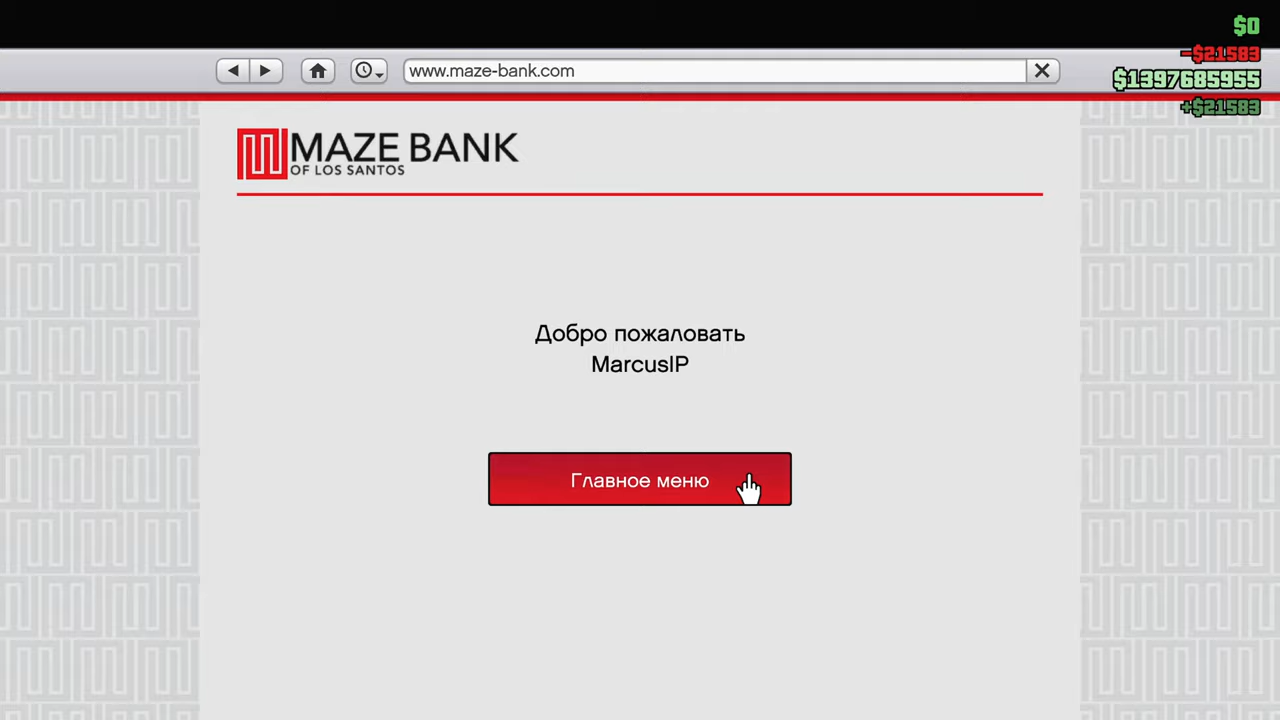 $0
-$21583
www.maze-bank.com
$1397685955
+$21583
MAZE BANK
OF LOS SANTOS
Добро пожаловать
MarcusIP
Главное меню